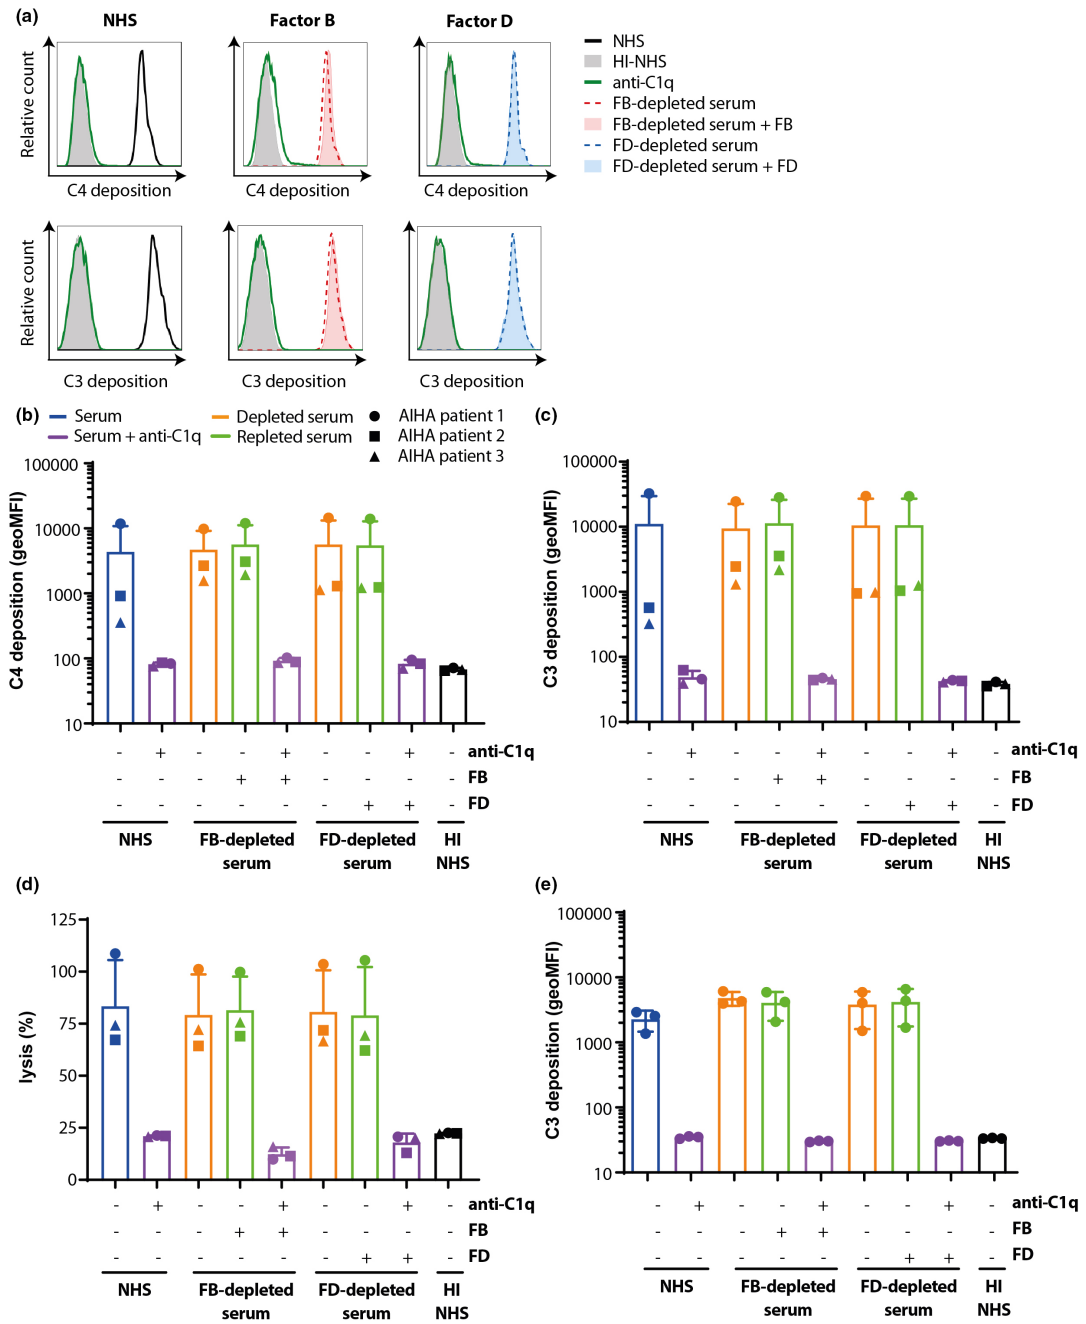 (a)
NHS
Factor B
Factor D
Relative count
C4 deposition
C4 deposition
C4 deposition
NHS
HI-NHS
anti-C1q
FB-depleted serum
FB-depleted serum + FB
FD-depleted serum
FD-depleted serum + FD
Relative count
C3 deposition
C3 deposition
C3 deposition
(b)
Serum
Serum + anti-C1q
Depleted serum
Repleted serum
AIHA patient 1
AIHA patient 2
AIHA patient 3
C4 deposition (geoMFI)
100000
10000
1000
100
10
- + - - + - - + - anti-C1q
- - - + + - - - - FB
- - - - - - + + - FD
NHS
FB-depleted
serum
FD-depleted
serum
HI
NHS
(c)
C3 deposition (geoMFI)
100000
10000
1000
100
10
- + - - + - - + - anti-C1q
- - - + + - - - - FB
- - - - - - + + - FD
NHS
FB-depleted
serum
FD-depleted
serum
HI
NHS
(d)
lysis (%)
125
100
75
50
25
0
- + - - + - - + - anti-C1q
- - - + + - - - - FB
- - - - - - + + - FD
NHS
FB-depleted
serum
FD-depleted
serum
HI
NHS
(e)
C3 deposition (geoMFI)
100000
10000
1000
100
10
- + - - + - - + - anti-C1q
- - - + + - - - - FB
- - - - - - + + - FD
NHS
FB-depleted
serum
FD-depleted
serum
HI
NHS